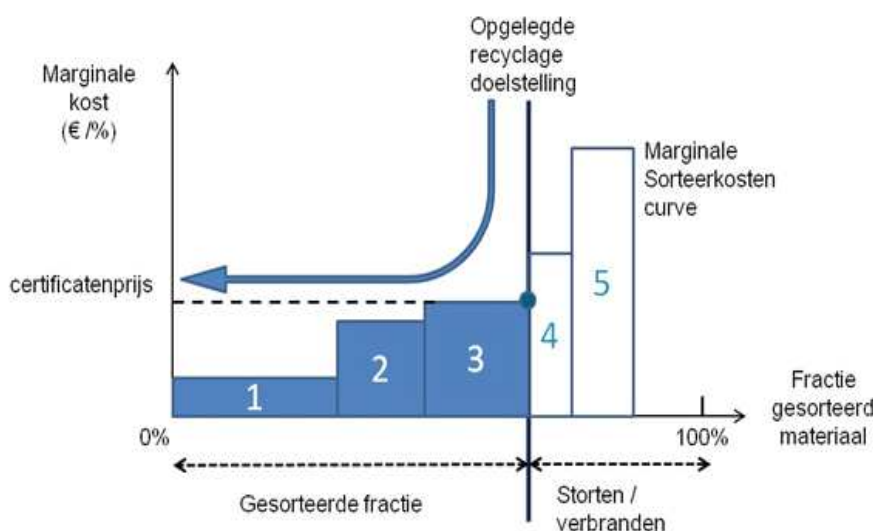 Opgelegde
recyclage
doelstelling
Marginale
kost
(€ /%)
Marginale
Sorteerkosten
curve
certificatenprijs
1
2
3
4
5
Fractie
gesorteerd
materiaal
0%
100%
Gesorteerde fractie
Storten /
verbranden